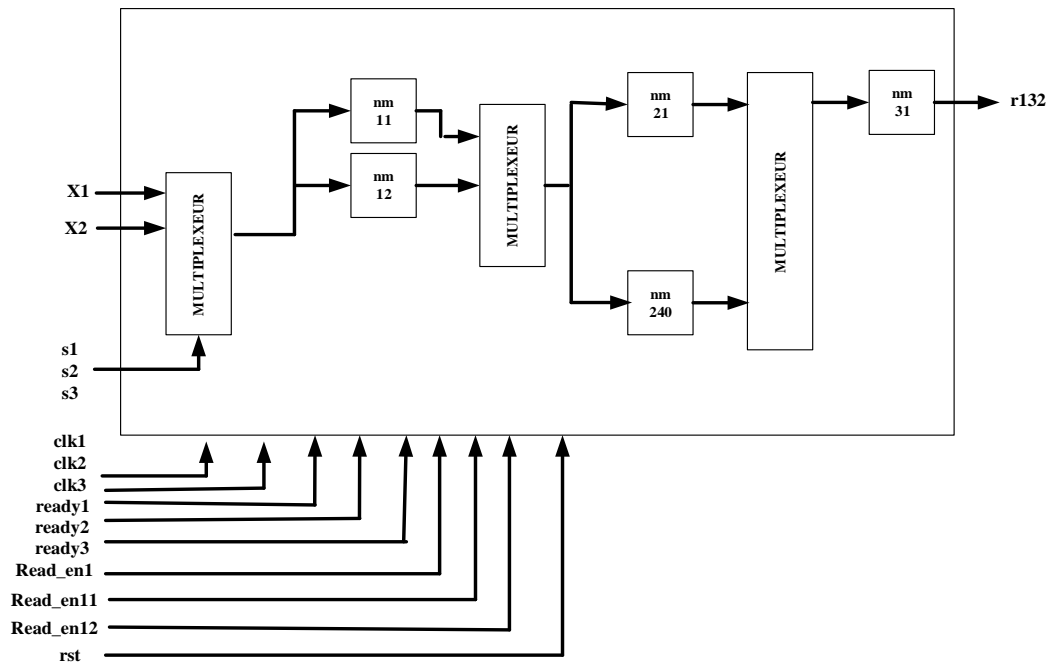 nm
11
nm
12
nm
21
nm
240
nm
31
r132
X1
X2
MULTIPLEXEUR
MULTIPLEXEUR
MULTIPLEXEUR
s1
s2
s3
clk1
clk2
clk3
ready1
ready2
ready3
Read_en1
Read_en11
Read_en12
rst